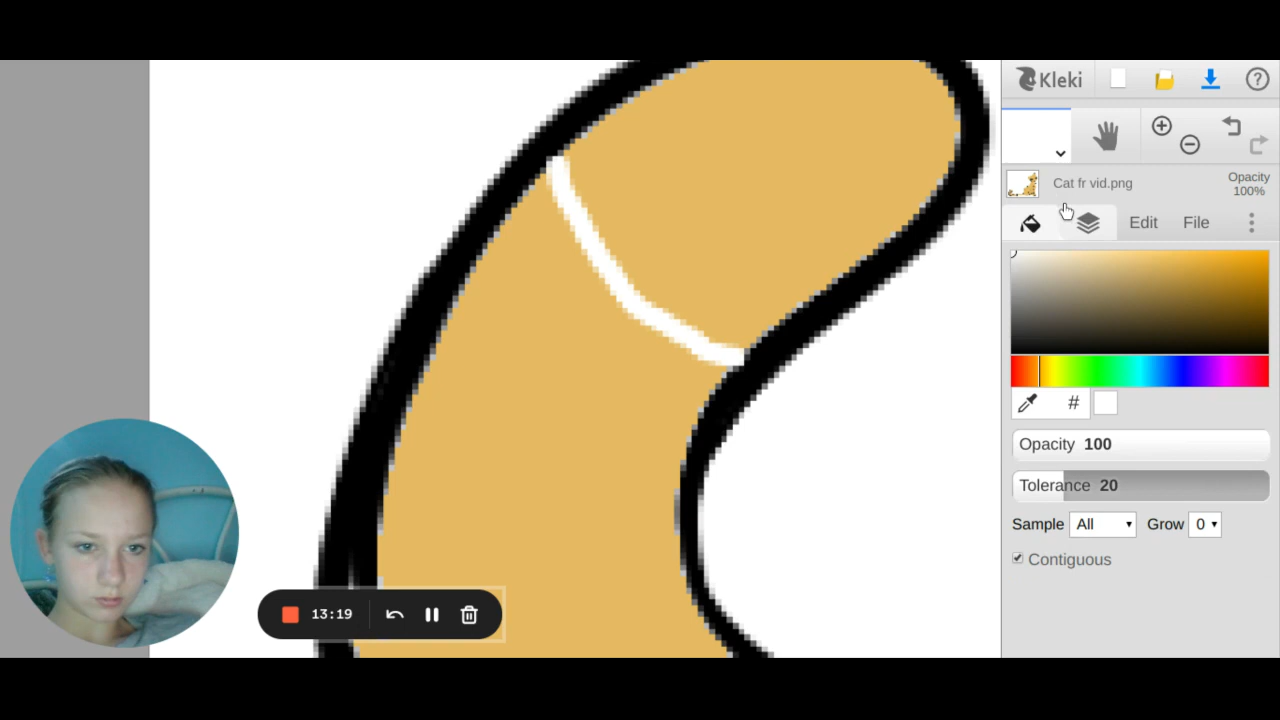 Kleki
?
Cat fr vid.png
Opacity
100%
Edit File
#
Opacity 100
Tolerance 20
Sample All Grow 0
Contiguous
13:19